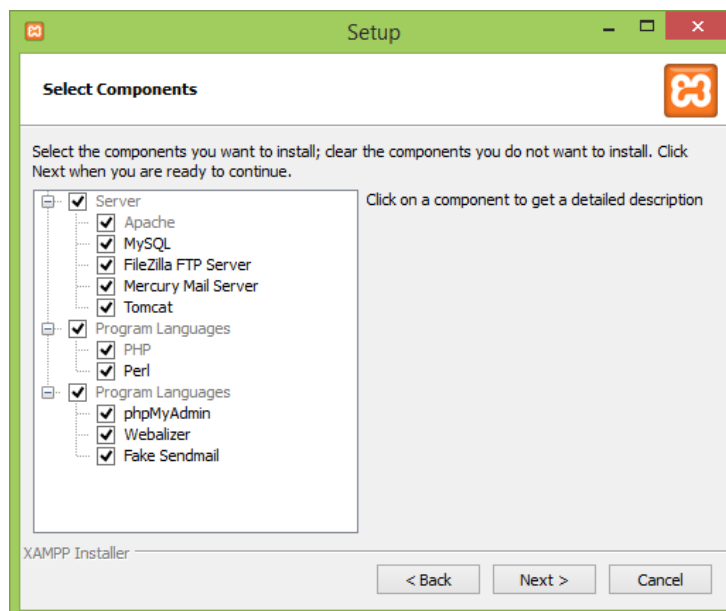 Setup
Select Components
Select the components you want to install; clear the components you do not want to install. Click
Next when you are ready to continue.
Server
Apache
MySQL
FileZilla FTP Server
Mercury Mail Server
Tomcat
Program Languages
PHP
Perl
Program Languages
phpMyAdmin
Webalizer
Fake Sendmail
Click on a component to get a detailed description
XAMPP Installer
< Back
Next >
Cancel